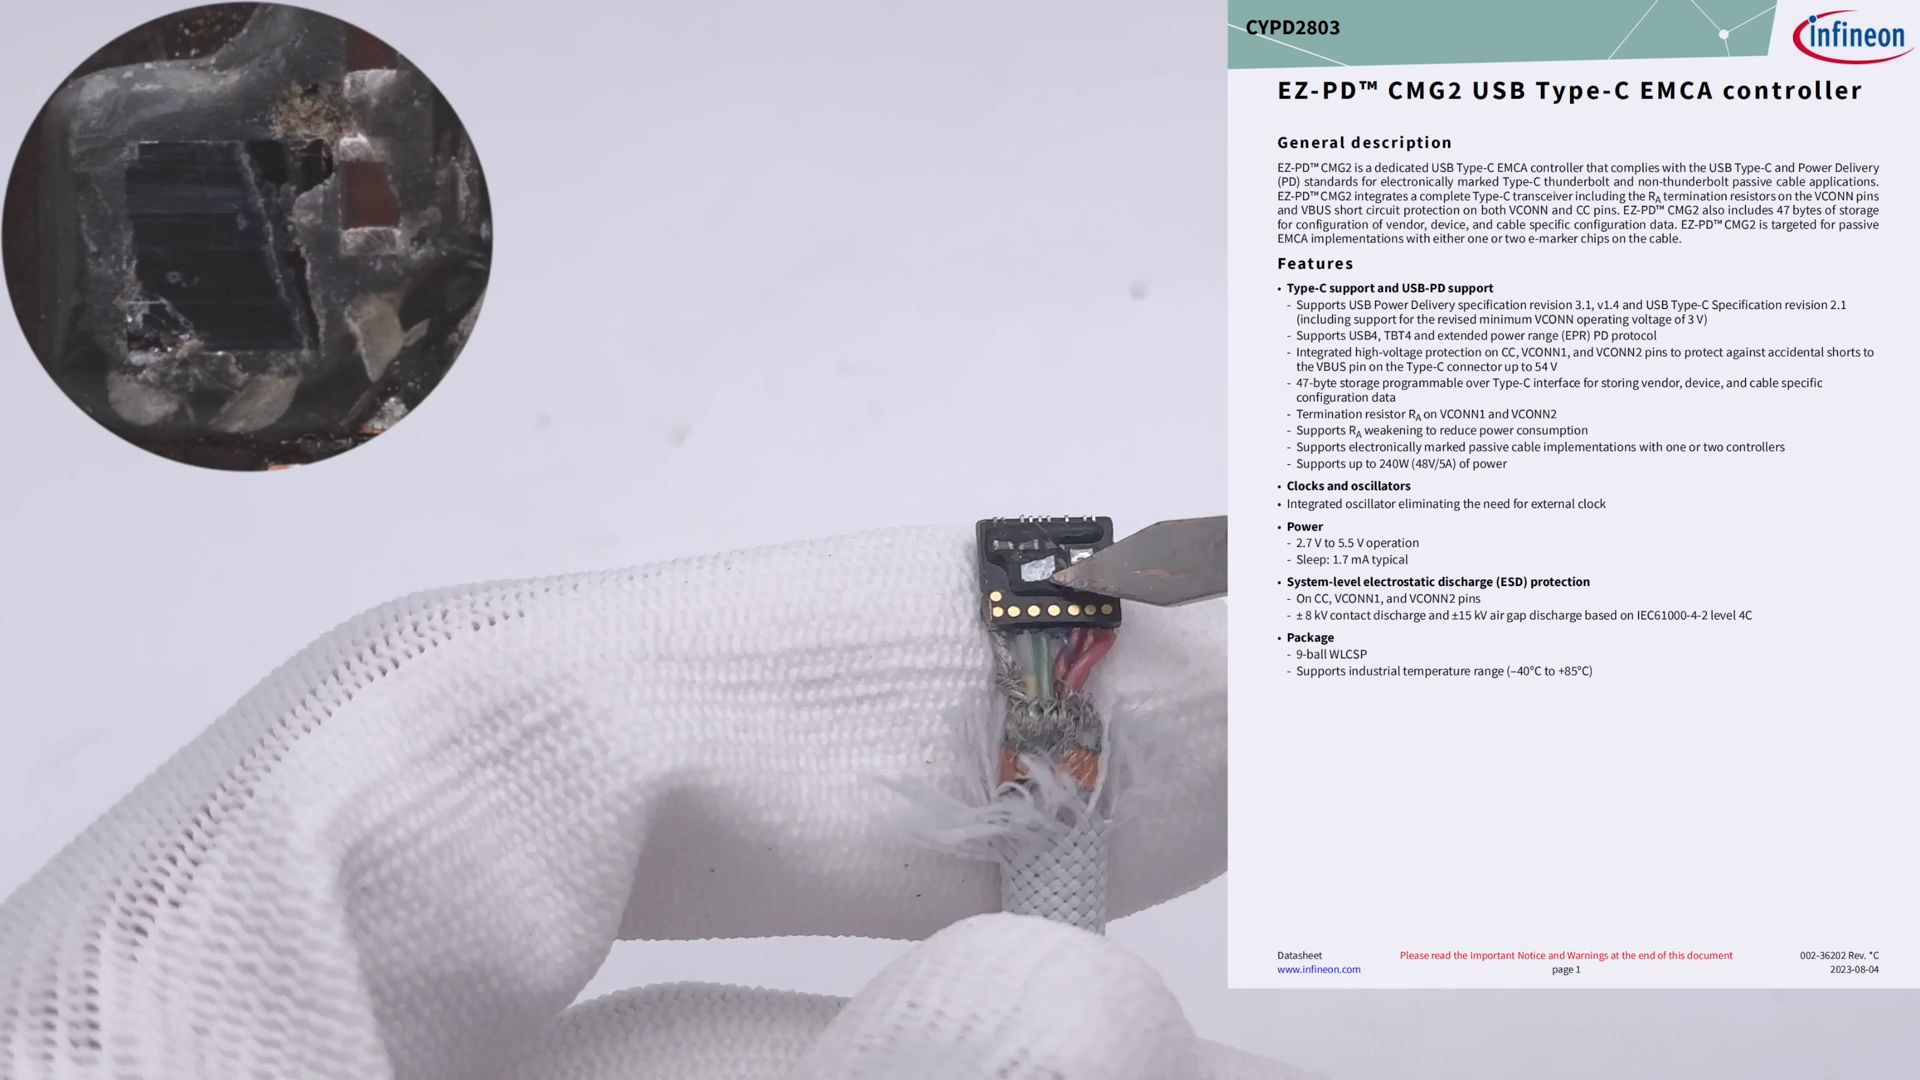 CYPD2803
infineon
EZ-PD™ CMG2 USB Type-C EMCA controller
General description
EZ-PD™ CMG2 is a dedicated USB Type-C EMCA controller that complies with the USB Type-C and Power Delivery
(PD) standards for electronically marked Type-C thunderbolt and non-thunderbolt passive cable applications.
EZ-PD™ CMG2 integrates a complete Type-C transceiver including the RA termination resistors on the VCONN pins
and VBUS short circuit protection on both VCONN and CC pins. EZ-PD™ CMG2 also includes 47 bytes of storage
for configuration of vendor, device, and cable specific configuration data. EZ-PD™ CMG2 is targeted for passive
EMCA implementations with either one or two e-marker chips on the cable.
Features
• Type-C support and USB-PD support
- Supports USB Power Delivery specification revision 3.1, v1.4 and USB Type-C Specification revision 2.1
(including support for the revised minimum VCONN operating voltage of 3 V)
- Supports USB4, TBT4 and extended power range (EPR) PD protocol
- Integrated high-voltage protection on CC, VCONN1, and VCONN2 pins to protect against accidental shorts to
the VBUS pin on the Type-C connector up to 54 V
- 47-byte storage programmable over Type-C interface for storing vendor, device, and cable specific
configuration data
- Termination resistor RA on VCONN1 and VCONN2
- Supports RA weakening to reduce power consumption
- Supports electronically marked passive cable implementations with one or two controllers
- Supports up to 240W (48V/5A) of power
• Clocks and oscillators
• Integrated oscillator eliminating the need for external clock
• Power
- 2.7 V to 5.5 V operation
- Sleep: 1.7 mA typical
• System-level electrostatic discharge (ESD) protection
- On CC, VCONN1, and VCONN2 pins
- ± 8 kV contact discharge and ±15 kV air gap discharge based on IEC61000-4-2 level 4C
• Package
- 9-ball WLCSP
- Supports industrial temperature range (–40°C to +85°C)
Datasheet
Please read the Important Notice and Warnings at the end of this document
002-36202 Rev. *C
www.infineon.com
page 1
2023-08-04